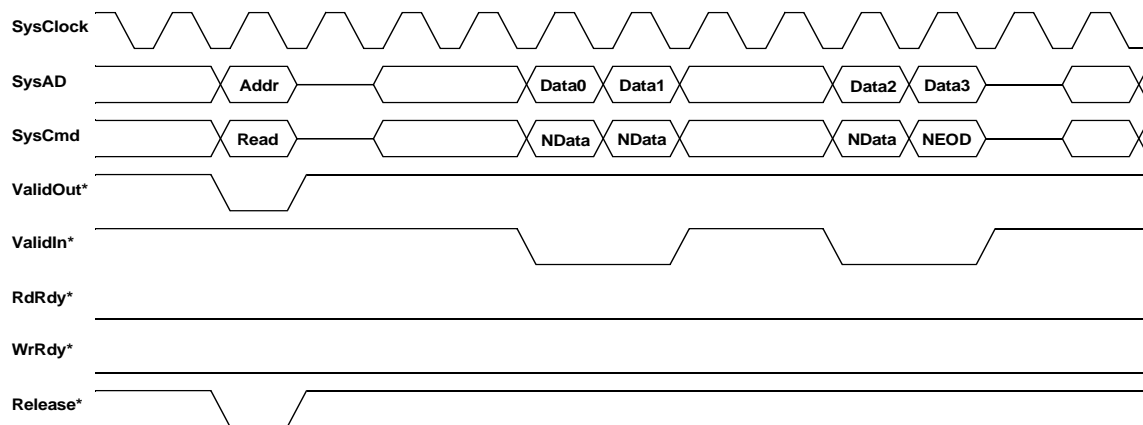 SysClock
SysAD Addr Data0 Data1 Data2 Data3
SysCmd Read NData NData NData NEOD
ValidOut*
ValidIn*
RdRdy*
WrRdy*
Release*